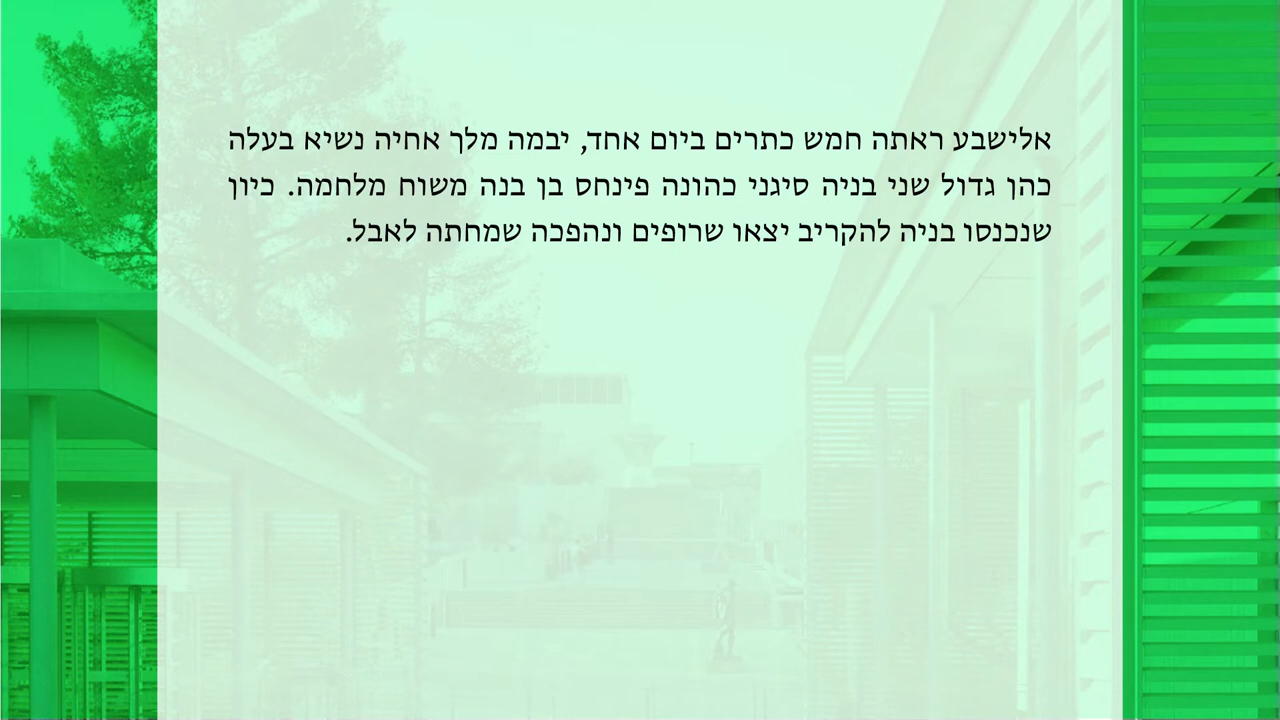 אלישבע ראתה חמש כתרים ביום אחד, יבמה מלך אחיה נשיא בעלה
כהן גדול שני בניה סיגני כהונה פינחס בן בנה משוח מלחמה. כיון
שנכנסו בניה להקריב יצאו שרופים ונהפכה שמחתה לאבל.